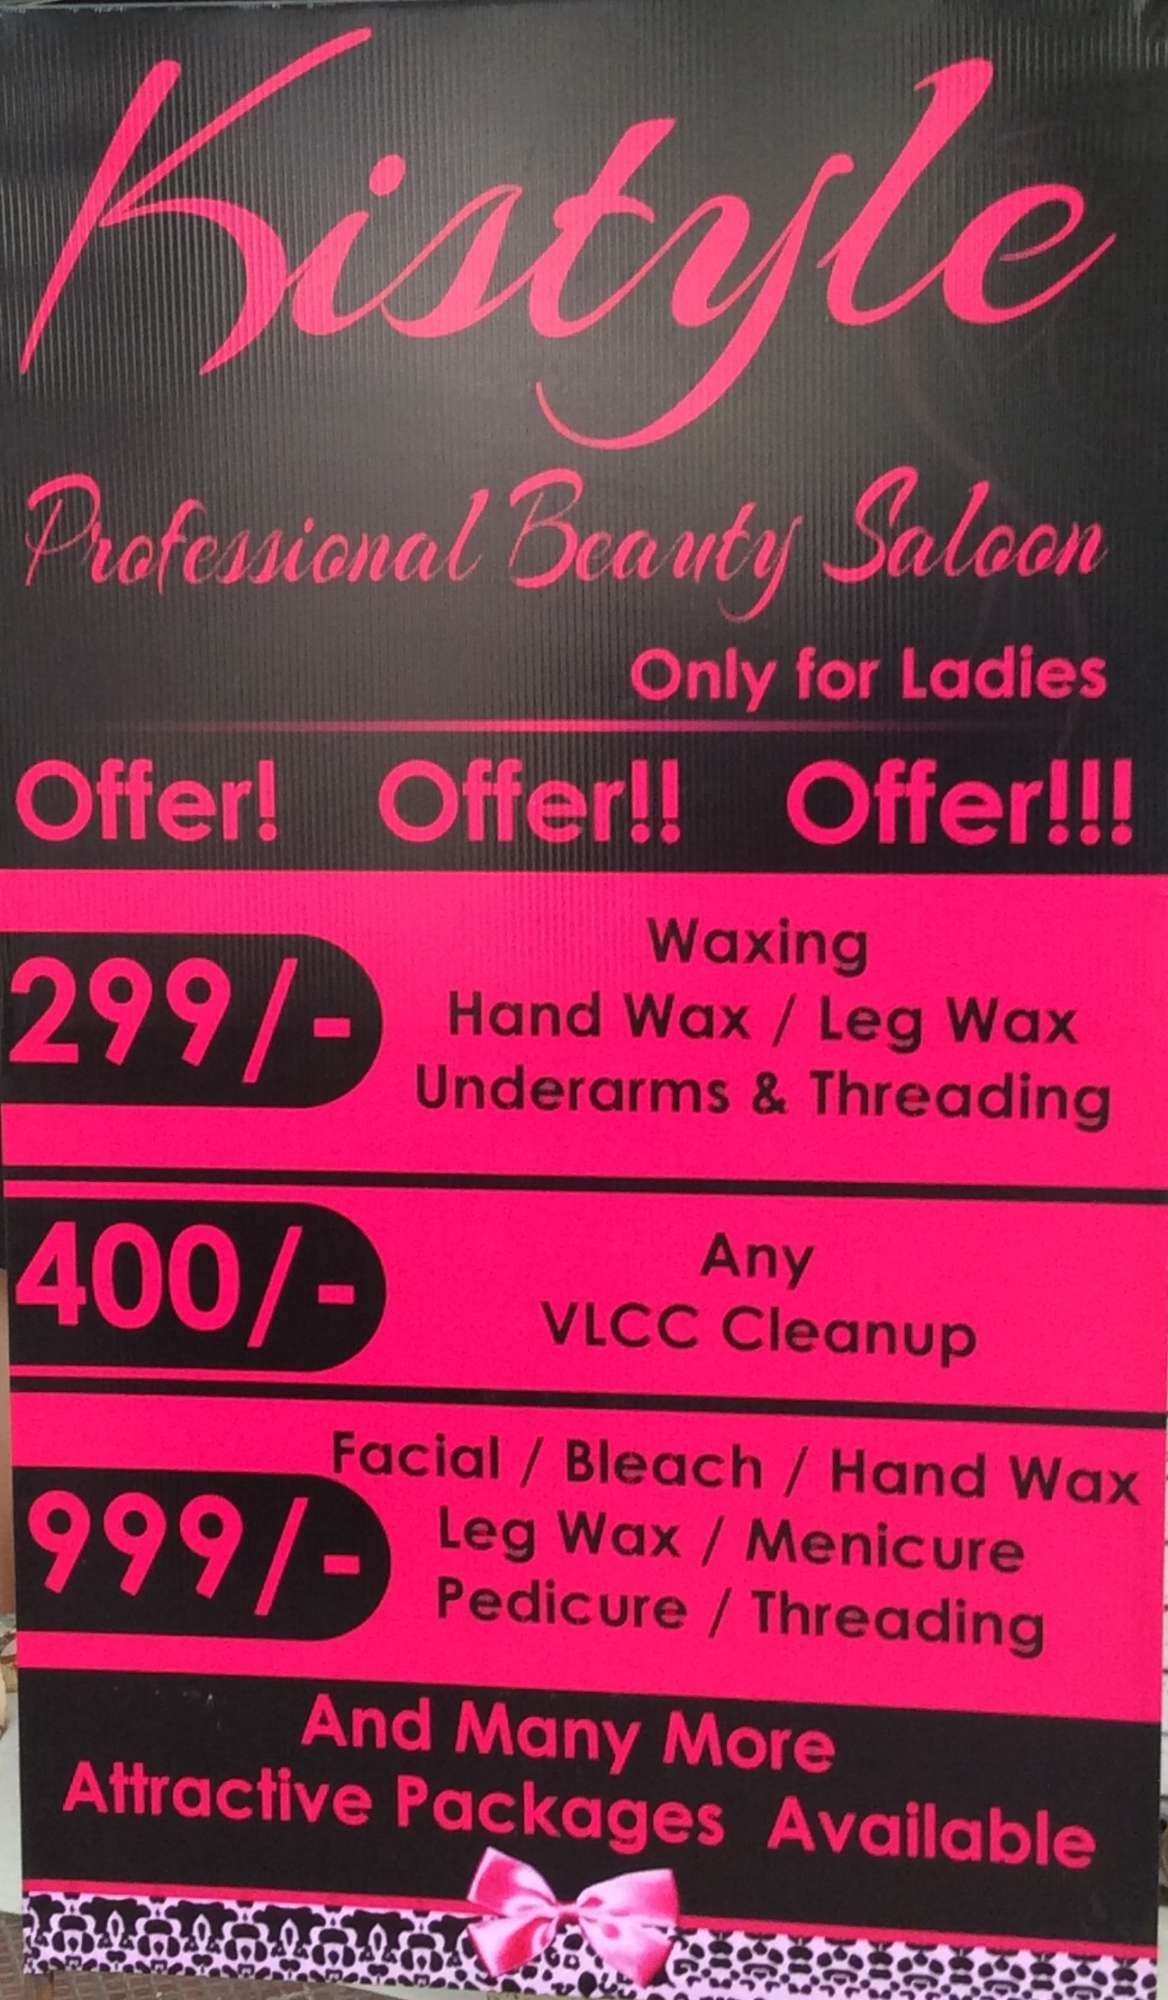 Kistyle
Professional Beauty Saloon
Only for Ladies
Offer! Offer!! Offer!!!
299/-
Waxing
Hand Wax / Leg Wax
Underarms & Threading
400/-
Any
VLCC Cleanup
999/-
Facial / Bleach / Hand Wax
Leg Wax / Menicure
Pedicure / Threading
And Many More
Attractive Packages Available